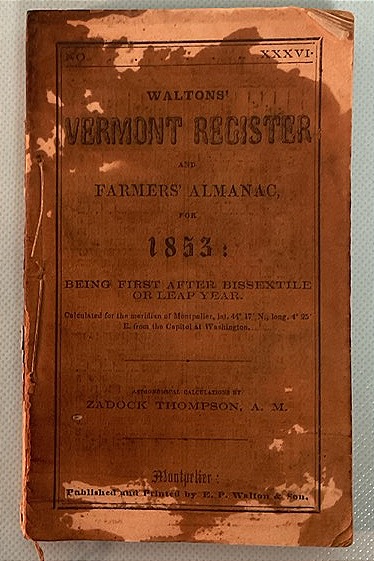 NO. XXXVI.
WALTONS'
VERMONT REGISTER
AND
FARMERS' ALMANAC,
FOR
1853:
BEING FIRST AFTER BISSEXTILE
OR LEAP YEAR.
Calculated for the meridian of Montpelier, lat. 44° 17' N., long. 4° 25'
E. from the Capitol at Washington.
ASTRONOMICAL CALCULATIONS BY
ZADOCK THOMPSON, A. M.
Montpelier:
Published and Printed by E. P. Walton & Son.